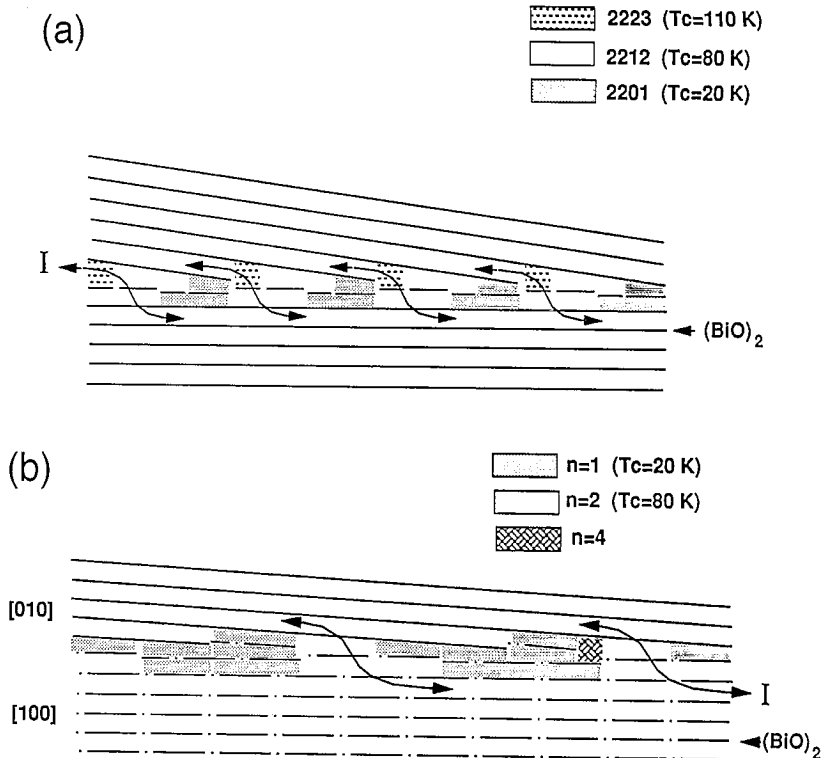 (a)
2223 (Tc=110 K)
2212 (Tc=80 K)
2201 (Tc=20 K)
I
(BiO)2
(b)
n=1 (Tc=20 K)
n=2 (Tc=80 K)
n=4
[010]
[100]
I
(BiO)2